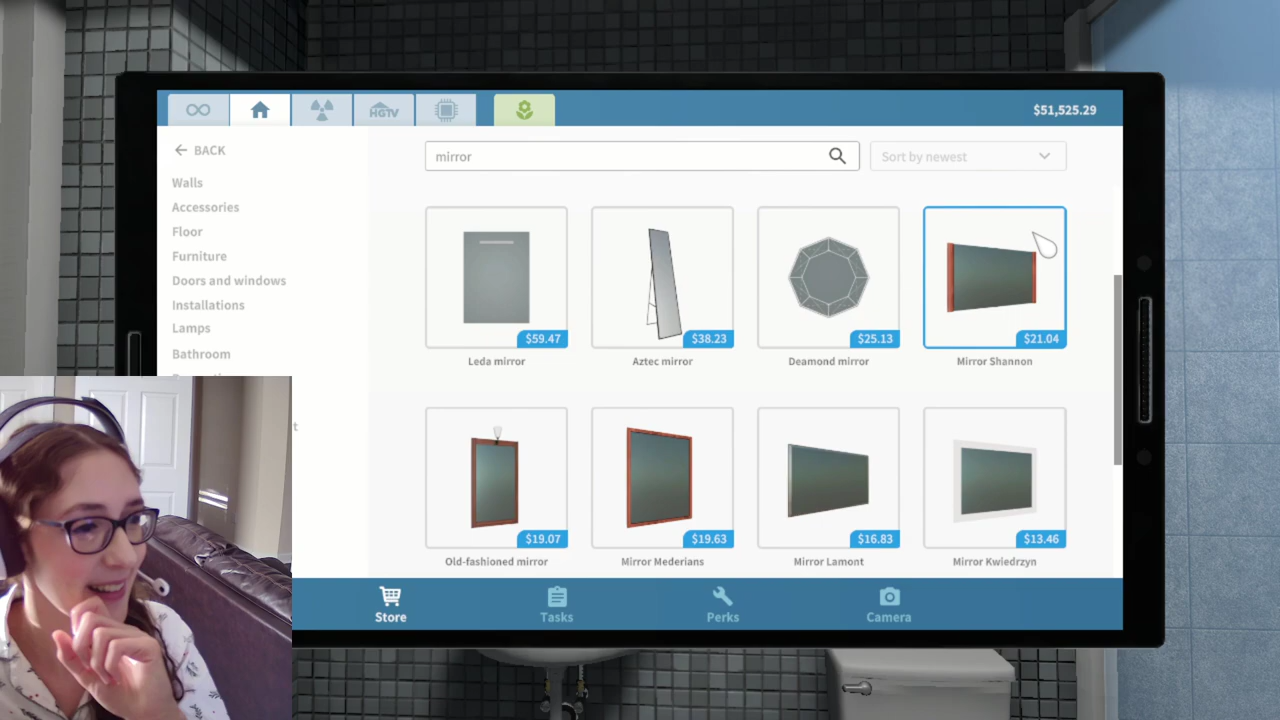 HGTV
$51,525.29
BACK
mirror
Sort by newest
Walls
Accessories
Floor
Furniture
Doors and windows
Installations
Lamps
Bathroom
$59.47
$38.23
$25.13
$21.04
Leda mirror
Aztec mirror
Deamond mirror
Mirror Shannon
$19.07
$19.63
$16.83
$13.46
Old-fashioned mirror
Mirror Mederians
Mirror Lamont
Mirror Kwiedrzyn
Store
Tasks
Perks
Camera